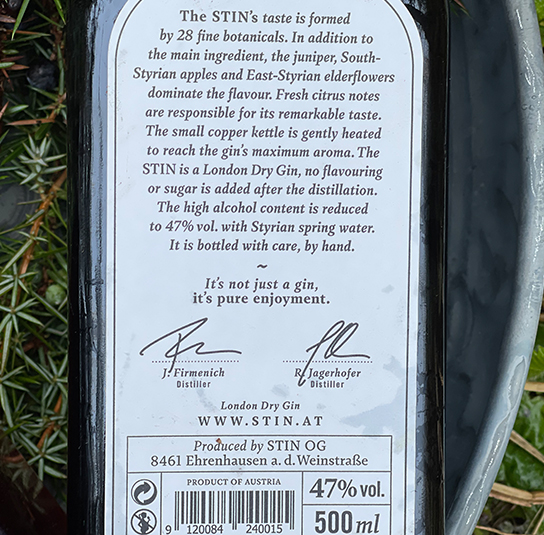 The STIN's taste is formed
by 28 fine botanicals. In addition to
the main ingredient, the juniper, South-
Styrian apples and East-Styrian elderflowers
dominate the flavour. Fresh citrus notes
are responsible for its remarkable taste.
The small copper kettle is gently heated
to reach the gin's maximum aroma. The
STIN is a London Dry Gin, no flavouring
or sugar is added after the distillation.
The high alcohol content is reduced
to 47% vol. with Styrian spring water.
It is bottled with care, by hand.
~
It's not just a gin,
it's pure enjoyment.
J. Firmenich R. Jagerhofer
Distiller Distiller
London Dry Gin
WWW.STIN.AT
Produced by STIN OG
8461 Ehrenhausen a. d. Weinstraße
PRODUCT OF AUSTRIA
47% vol.
500 ml
9 120084 240015